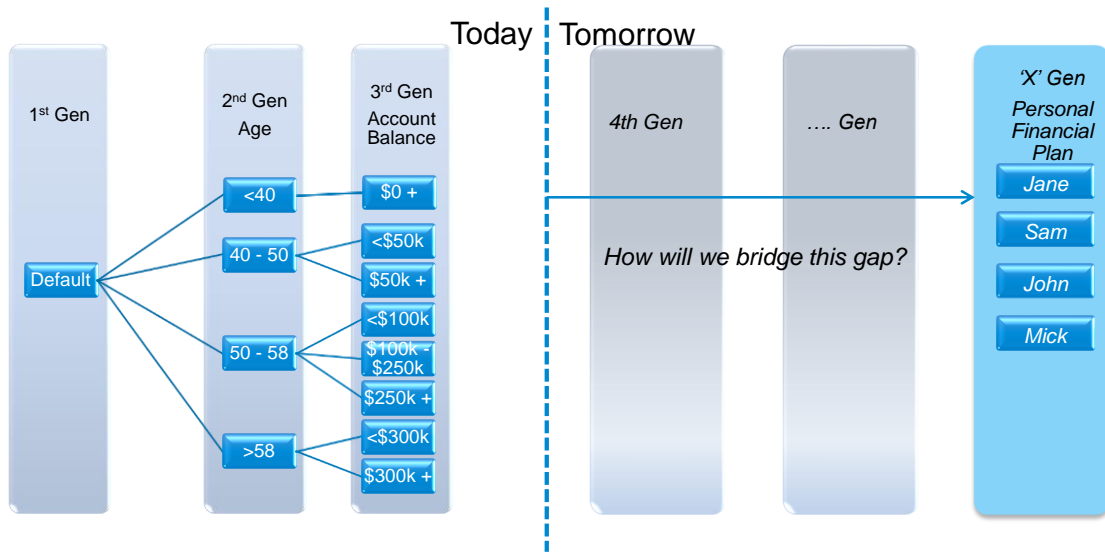 Today
Tomorrow
1st Gen
Default
2nd Gen
Age
<40
40 - 50
50 - 58
>58
3rd Gen
Account
Balance
$0 +
<$50k
$50k +
<$100k
$100k -
$250k
$250k +
<$300k
$300k +
4th Gen
…. Gen
How will we bridge this gap?
‘X’ Gen
Personal
Financial
Plan
Jane
Sam
John
Mick